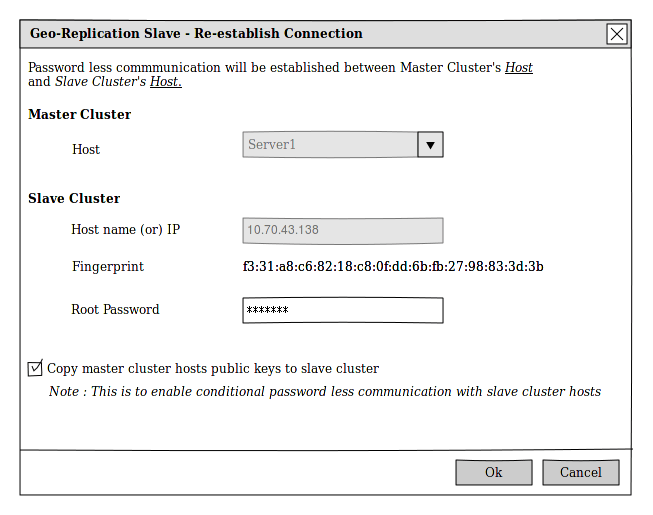 Geo-Replication Slave - Re-establish Connection
Password less commmunication will be established between Master Cluster's Host
and Slave Cluster's Host.
Master Cluster
Host Server1
Slave Cluster
Host name (or) IP 10.70.43.138
Fingerprint f3:31:a8:c6:82:18:c8:0f:dd:6b:fb:27:98:83:3d:3b
Root Password *******
Copy master cluster hosts public keys to slave cluster
Note : This is to enable conditional password less communication with slave cluster hosts
Ok Cancel